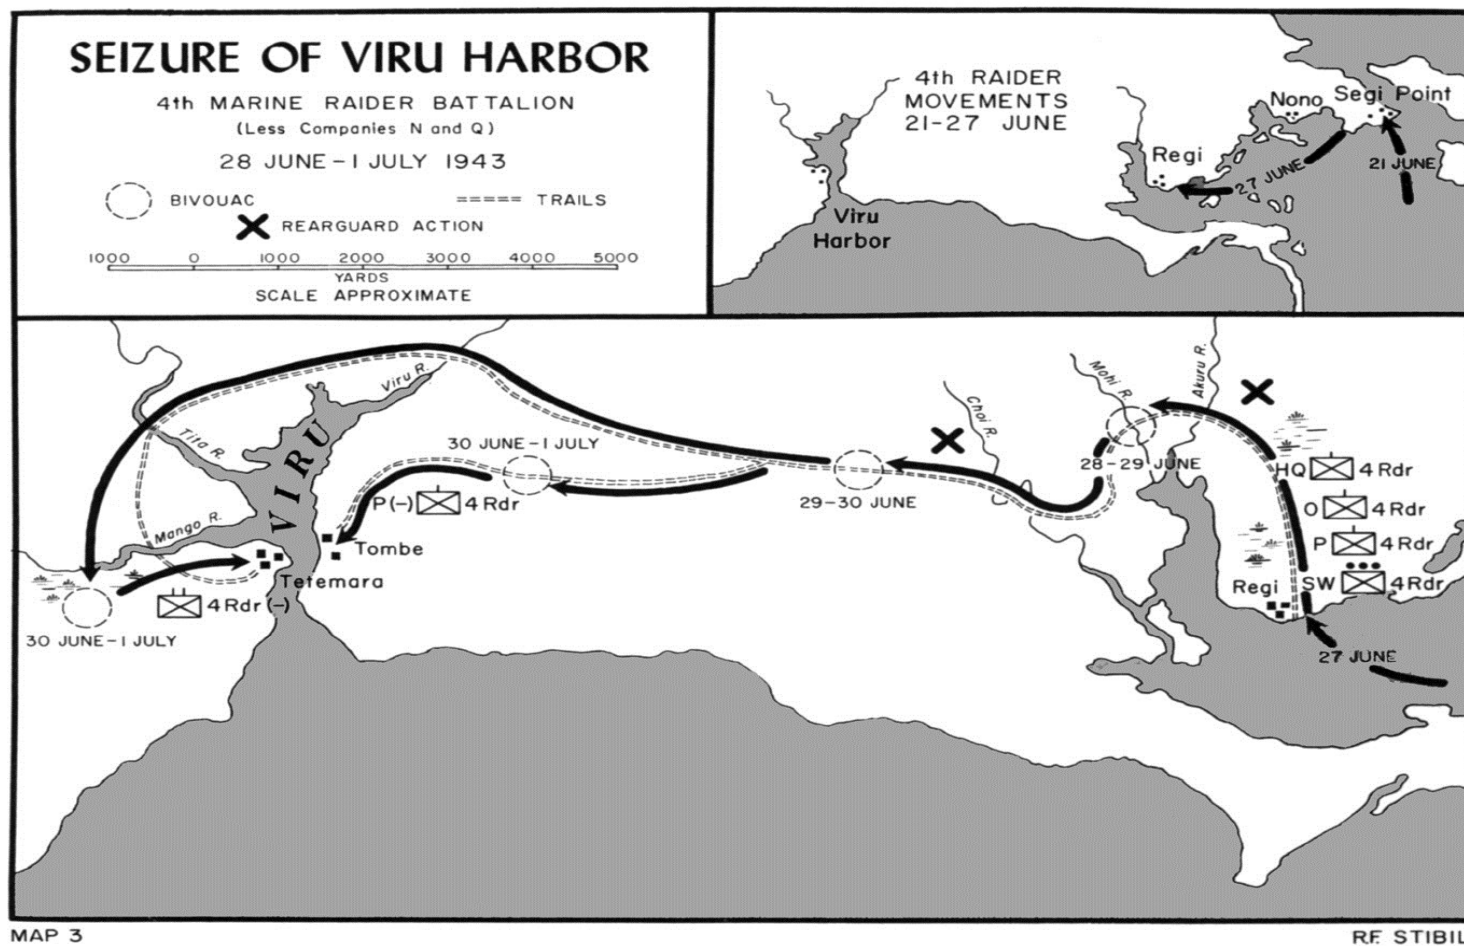 SEIZURE OF VIRU HARBOR
4th MARINE RAIDER BATTALION
(Less Companies N and Q)
28 JUNE-1 JULY 1943
BIVOUAC
TRAILS
REARGUARD ACTION
1000 0 1000 2000 3000 4000 5000
YARDS
SCALE APPROXIMATE
4th RAIDER
MOVEMENTS
21-27 JUNE
Nono
Segi Point
Regi
27 JUNE
21 JUNE
Viru
Harbor
Viru R.
Tita R.
VIRU
Mango R.
30 JUNE-1 JULY
P(-) 4 Rdr
Tombe
Tetemara
4 Rdr (-)
30 JUNE-1 JULY
29-30 JUNE
Choi R.
Mohi R.
Akuru R.
28-29 JUNE
HQ 4 Rdr
O 4 Rdr
P 4 Rdr
SW 4 Rdr
Regi
27 JUNE
MAP 3
R.F. STIBIL